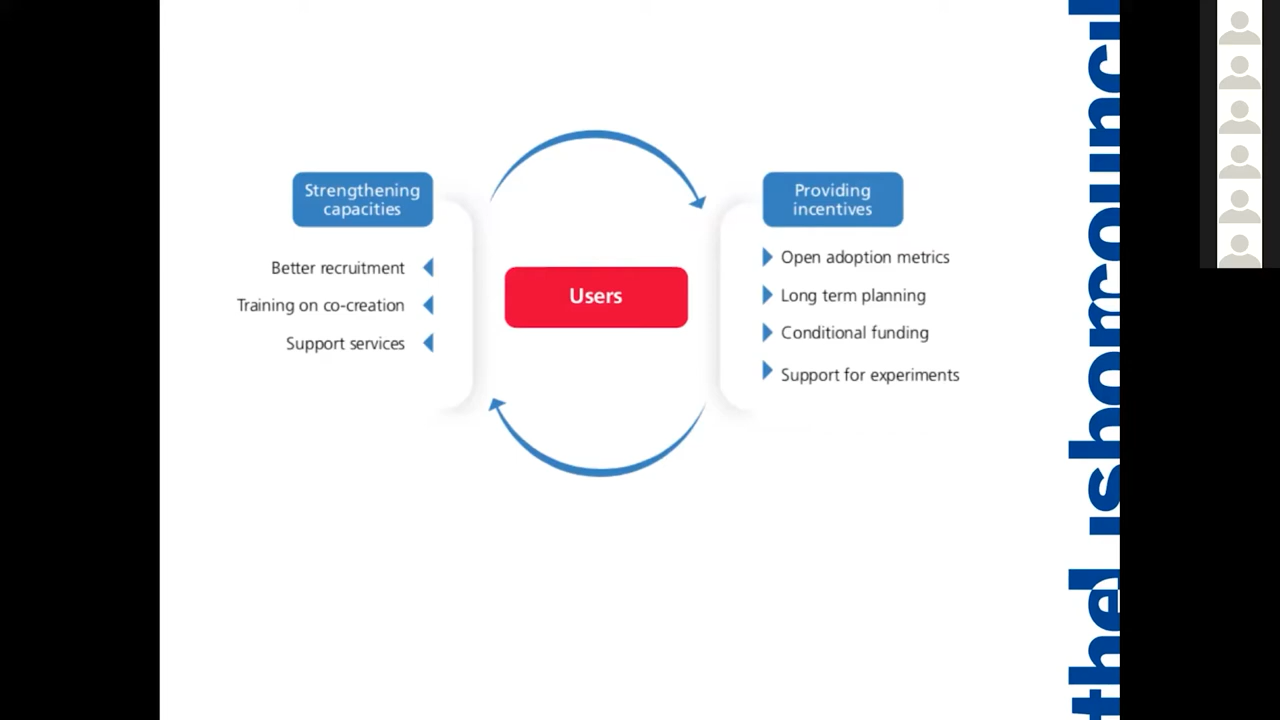 Strengthening
capacities
Better recruitment
Training on co-creation
Support services
Users
Providing
incentives
Open adoption metrics
Long term planning
Conditional funding
Support for experiments
thelisboncouncil